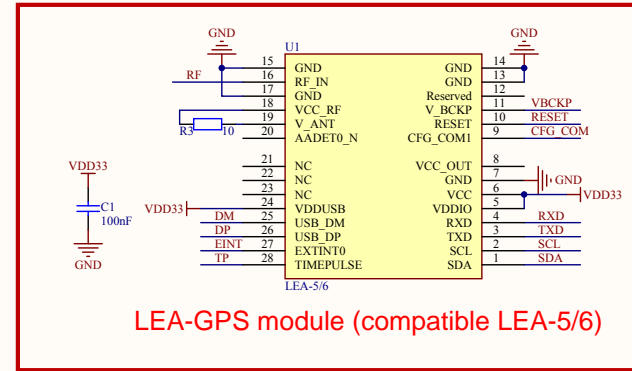 GND
GND
U1
15 GND GND 14
RF 16 RF_IN GND 13
17 GND Reserved 12
18 VCC_RF V_BCKP 11 VBCKP
R3 10 19 V_ANT RESET 10 RESET
20 AADET0_N CFG_COM1 9 CFG_COM
21 NC VCC_OUT 8
22 NC GND 7 GND
23 NC VCC 6 VDD33
VDD33 24 VDDUSB VDDIO 5
DM 25 USB_DM RXD 4 RXD
DP 26 USB_DP TXD 3 TXD
EINT 27 EXTINT0 SCL 2 SCL
TP 28 TIMEPULSE SDA 1 SDA
LEA-5/6
VDD33
C1
100nF
GND
LEA-GPS module (compatible LEA-5/6)